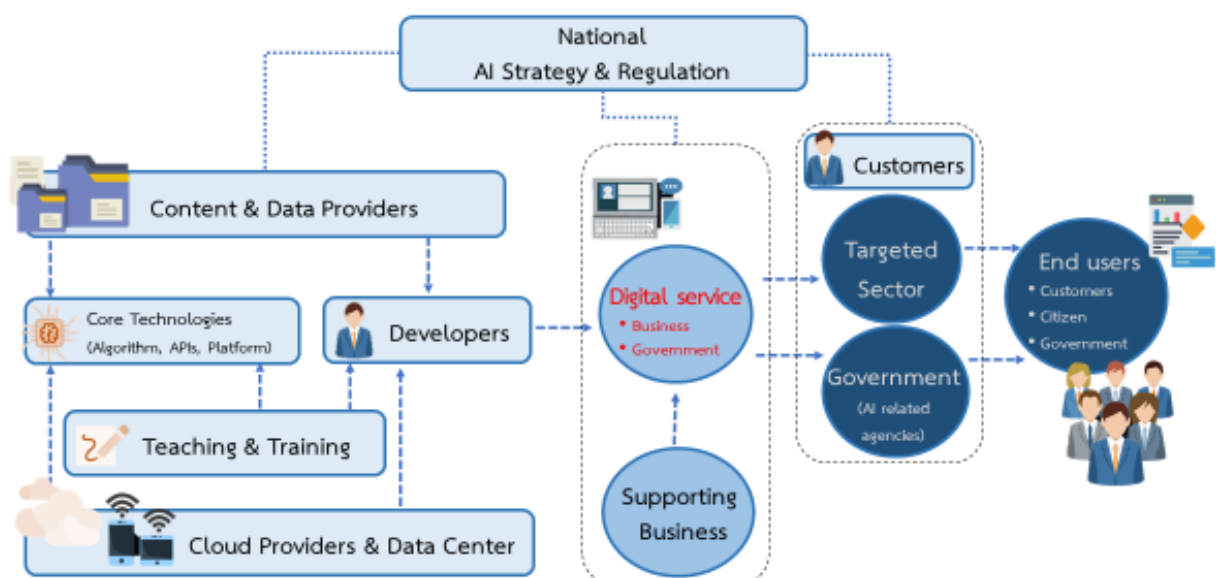 National
AI Strategy & Regulation
Content & Data Providers
Core Technologies
(Algorithm, APIs, Platform)
Developers
Teaching & Training
Cloud Providers & Data Center
Digital service
• Business
• Government
Supporting
Business
Customers
Targeted
Sector
Government
(AI related
agencies)
End users
• Customers
• Citizen
• Government